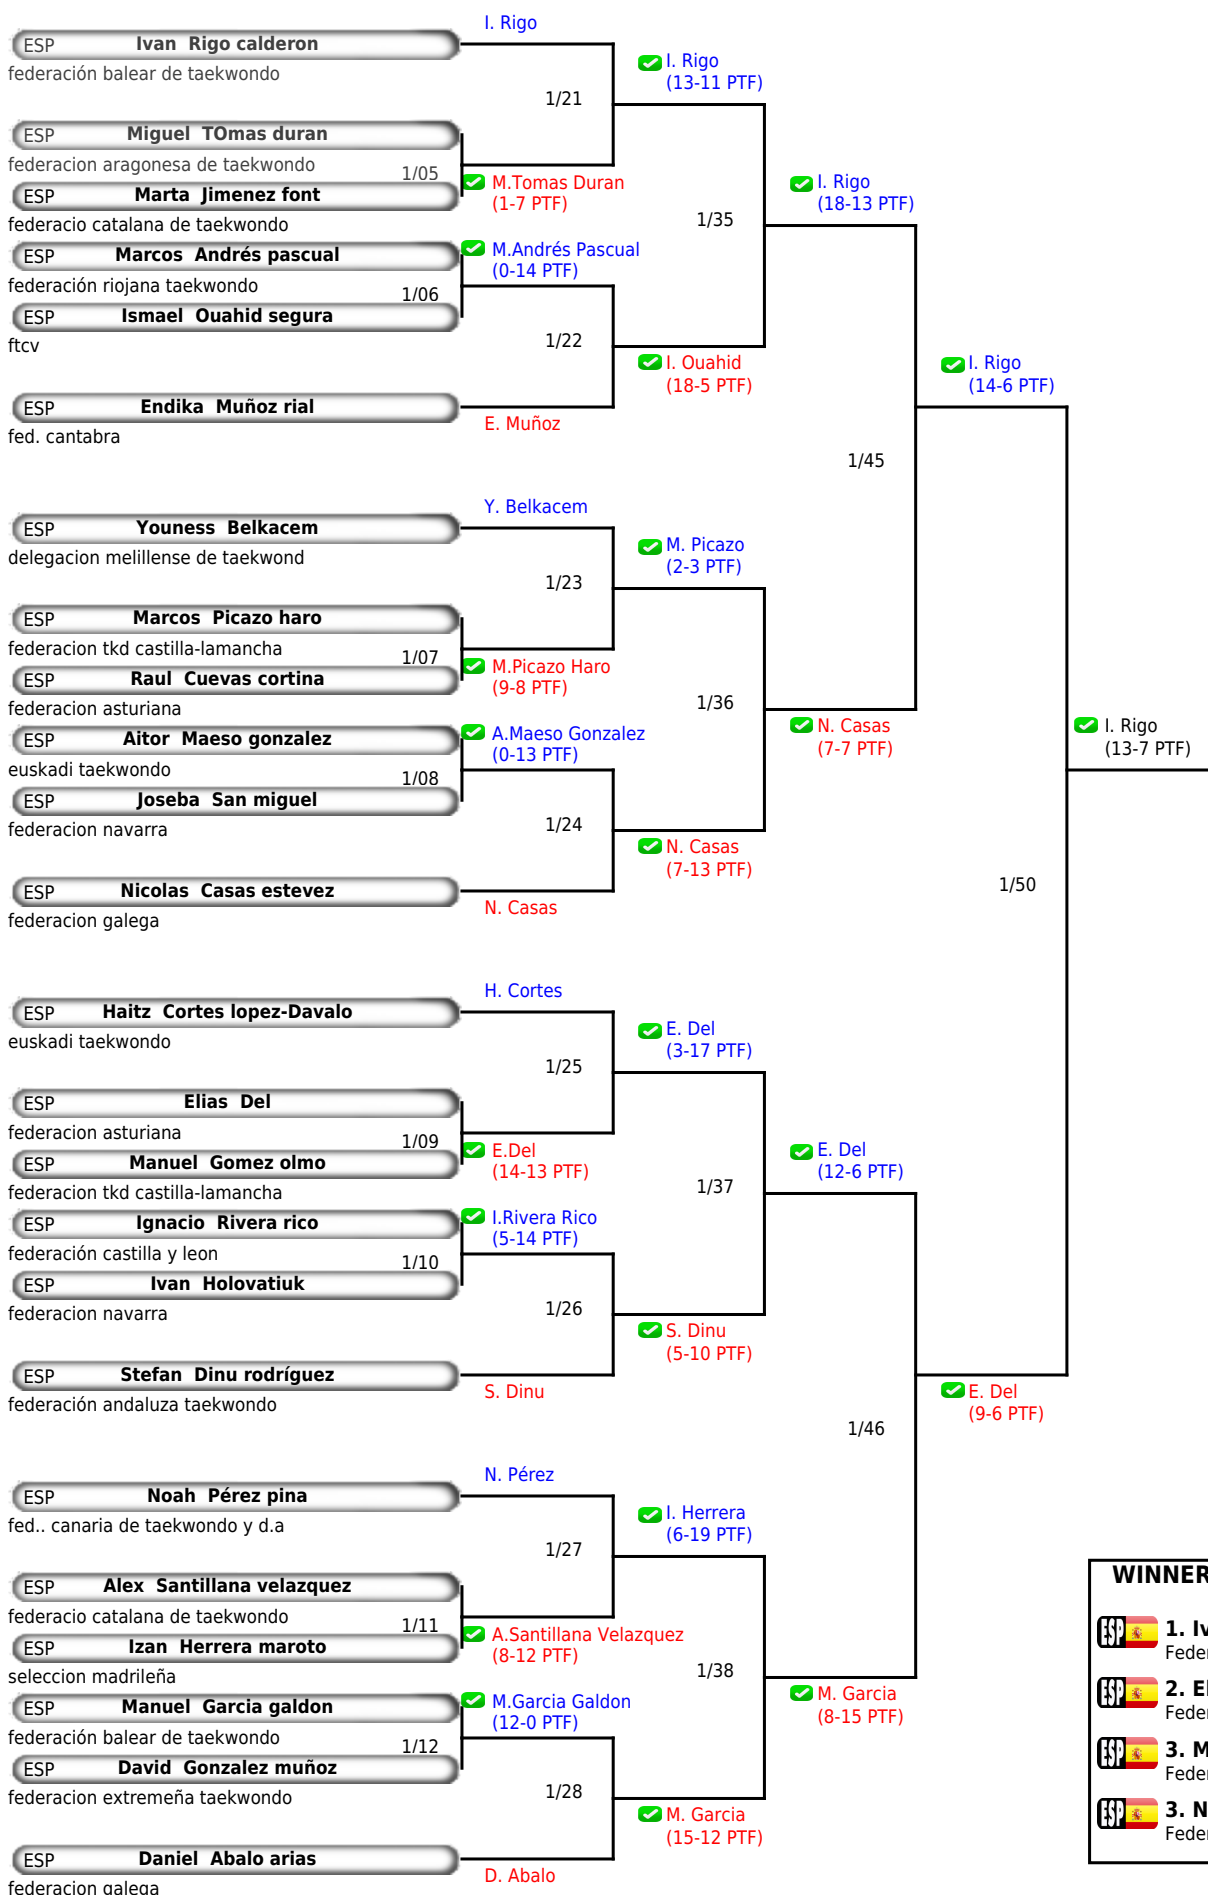 I. Rigo
ESP Ivan Rigo calderon
federación balear de taekwondo
I. Rigo
(13-11 PTF)
1/21
ESP Miguel TOmas duran
federacion aragonesa de taekwondo
1/05
M.Tomas Duran
(1-7 PTF)
ESP Marta Jimenez font
federacio catalana de taekwondo
I. Rigo
(18-13 PTF)
1/35
ESP Marcos Andrés pascual
M.Andrés Pascual
(0-14 PTF)
federación riojana taekwondo
1/06
ESP Ismael Ouahid segura
ftcv
1/22
I. Ouahid
(18-5 PTF)
I. Rigo
(14-6 PTF)
ESP Endika Muñoz rial
E. Muñoz
fed. cantabra
1/45
Y. Belkacem
ESP Youness Belkacem
delegacion melillense de taekwond
M. Picazo
(2-3 PTF)
1/23
ESP Marcos Picazo haro
federacion tkd castilla-lamancha
1/07
M.Picazo Haro
(9-8 PTF)
ESP Raul Cuevas cortina
federacion asturiana
1/36
N. Casas
(7-7 PTF)
I. Rigo
(13-7 PTF)
ESP Aitor Maeso gonzalez
A.Maeso Gonzalez
(0-13 PTF)
euskadi taekwondo
1/08
ESP Joseba San miguel
federacion navarra
1/24
N. Casas
(7-13 PTF)
ESP Nicolas Casas estevez
N. Casas
federacion galega
1/50
H. Cortes
ESP Haitz Cortes lopez-Davalo
euskadi taekwondo
E. Del
(3-17 PTF)
1/25
ESP Elias Del
federacion asturiana
1/09
E.Del
(14-13 PTF)
ESP Manuel Gomez olmo
federacion tkd castilla-lamancha
E. Del
(12-6 PTF)
1/37
ESP Ignacio Rivera rico
I.Rivera Rico
(5-14 PTF)
federación castilla y leon
1/10
ESP Ivan Holovatiuk
federacion navarra
1/26
S. Dinu
(5-10 PTF)
ESP Stefan Dinu rodríguez
S. Dinu
federación andaluza taekwondo
E. Del
(9-6 PTF)
1/46
N. Pérez
ESP Noah Pérez pina
fed.. canaria de taekwondo y d.a
I. Herrera
(6-19 PTF)
1/27
ESP Alex Santillana velazquez
federacio catalana de taekwondo
1/11
A.Santillana Velazquez
(8-12 PTF)
ESP Izan Herrera maroto
seleccion madrileña
1/38
M. Garcia
(8-15 PTF)
ESP Manuel Garcia galdon
M.Garcia Galdon
(12-0 PTF)
federación balear de taekwondo
1/12
ESP David Gonzalez muñoz
federacion extremeña taekwondo
1/28
M. Garcia
(15-12 PTF)
ESP Daniel Abalo arias
D. Abalo
federacion galega
WINNER
ESP 1. Iv
Feder
ESP 2. El
Feder
ESP 3. M
Feder
ESP 3. N
Feder